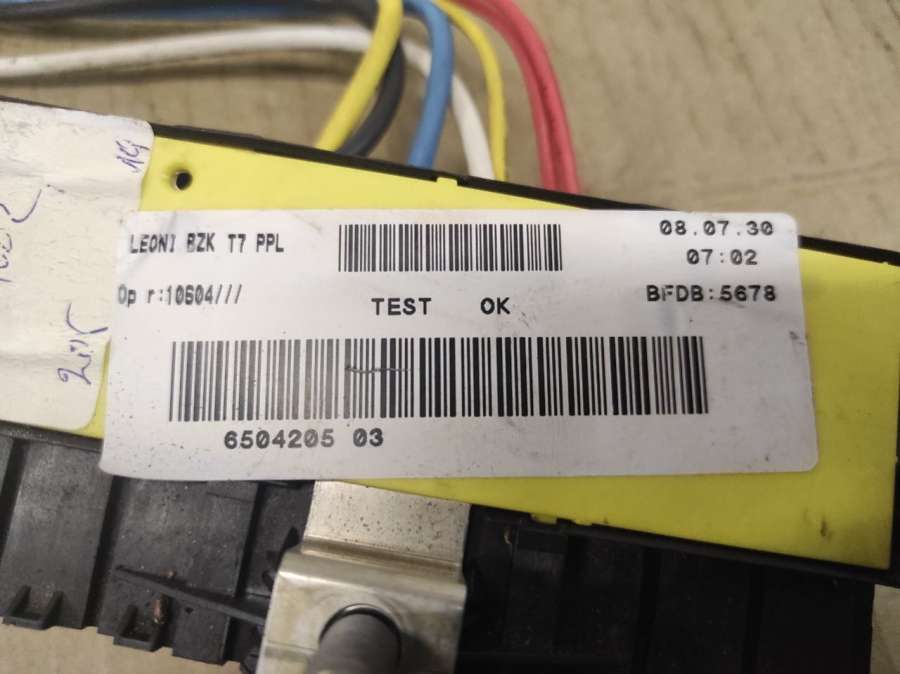 LEONI BZK T7 PPL
08.07.30
07:02
Op r:10604///
TEST OK
BFDB:5678
6504205 03